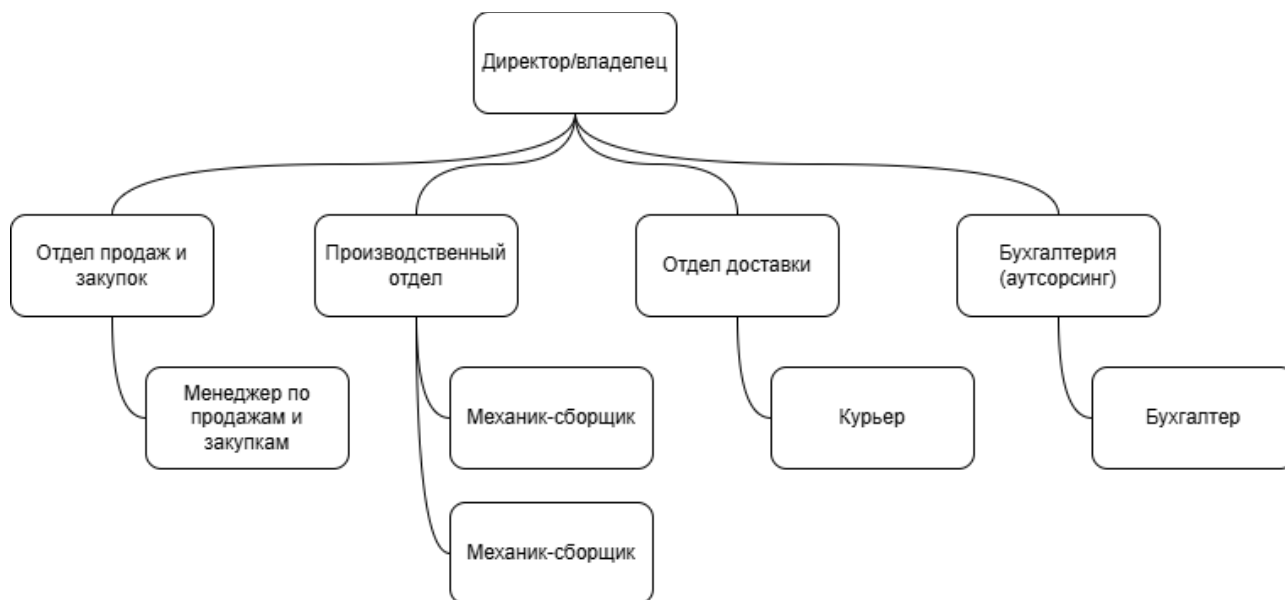 Директор/владелец
Отдел продаж и
закупок
Производственный
отдел
Отдел доставки
Бухгалтерия
(аутсорсинг)
Менеджер по
продажам и
закупкам
Механик-сборщик
Курьер
Бухгалтер
Механик-сборщик